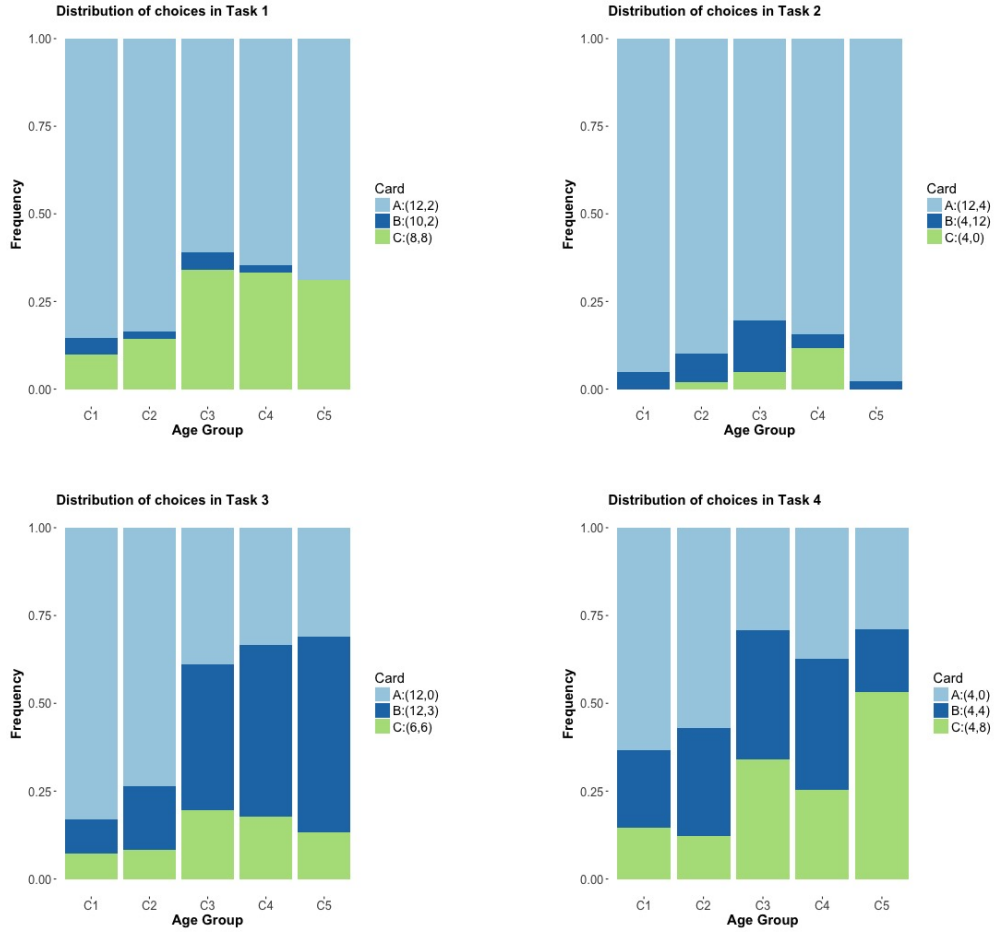 Distribution of choices in Task 1
1.00
0.75
0.50
0.25
0.00
Frequency
C1 C2 C3 C4 C5
Age Group
Card
A:(12,2)
B:(10,2)
C:(8,8)
Distribution of choices in Task 2
1.00
0.75
0.50
0.25
0.00
Frequency
C1 C2 C3 C4 C5
Age Group
Card
A:(12,4)
B:(4,12)
C:(4,0)
Distribution of choices in Task 3
1.00
0.75
0.50
0.25
0.00
Frequency
C1 C2 C3 C4 C5
Age Group
Card
A:(12,0)
B:(12,3)
C:(6,6)
Distribution of choices in Task 4
1.00
0.75
0.50
0.25
0.00
Frequency
C1 C2 C3 C4 C5
Age Group
Card
A:(4,0)
B:(4,4)
C:(4,8)